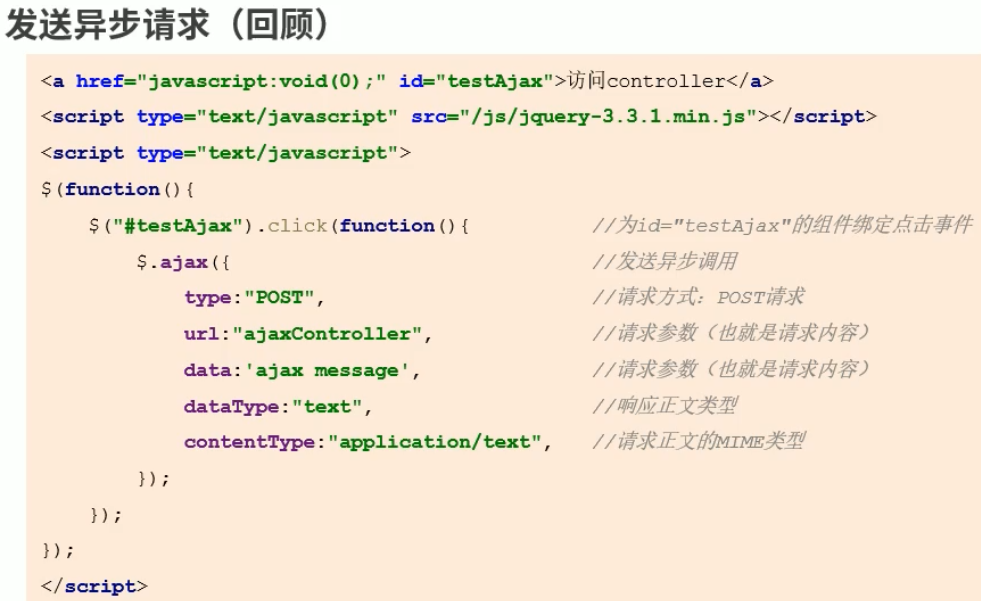 发送异步请求（回顾）
<a href="javascript:void(0);" id="testAjax">访问controller</a>
<script type="text/javascript" src="/js/jquery-3.3.1.min.js"></script>
<script type="text/javascript">
$(function(){
    $("#testAjax").click(function(){ //为id="testAjax"的组件绑定点击事件
        $.ajax({ //发送异步调用
            type:"POST", //请求方式：POST请求
            url:"ajaxController", //请求参数（也就是请求内容）
            data:'ajax message', //请求参数（也就是请求内容）
            dataType:"text", //响应正文类型
            contentType:"application/text", //请求正文的MIME类型
        });
    });
});
</script>